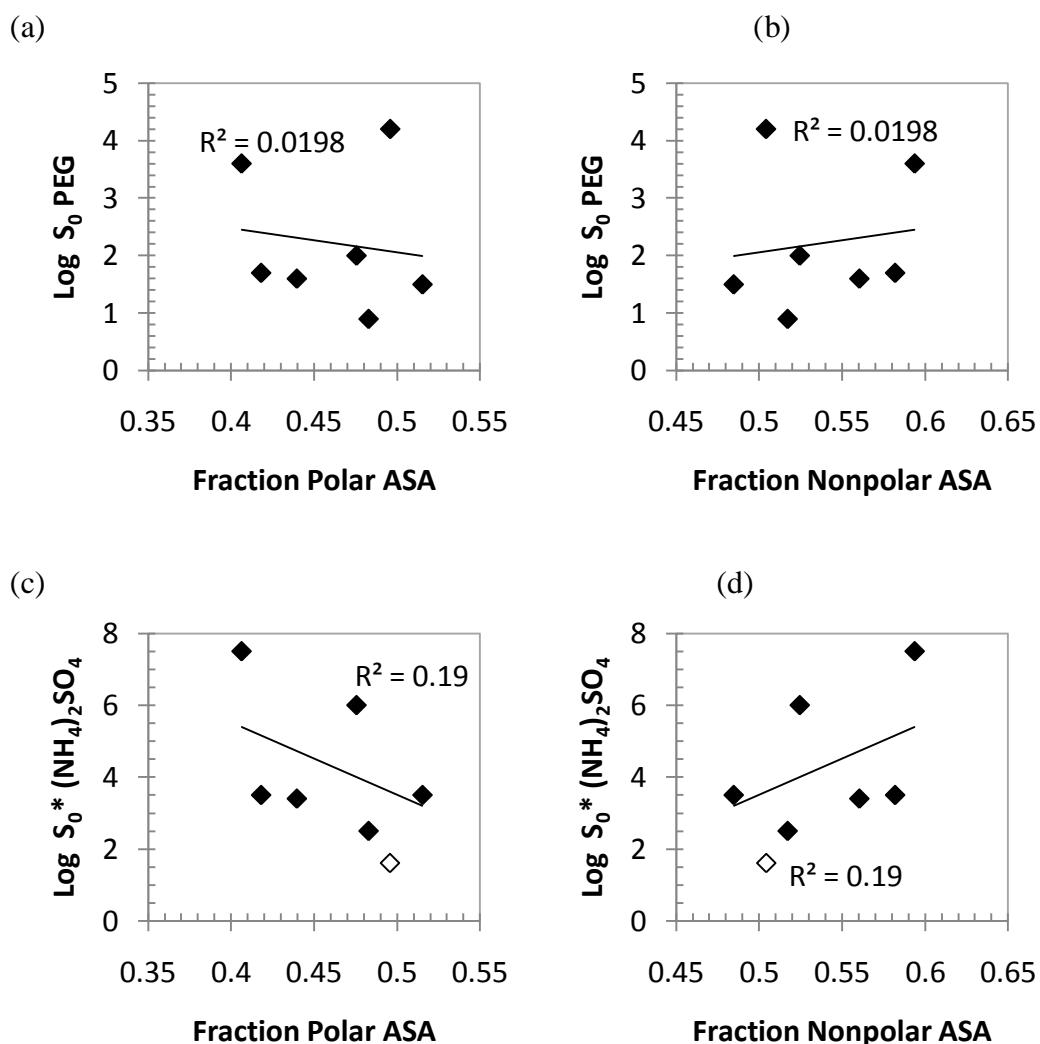 (a)
(b)
5
4
3
2
1
0
Log S₀ PEG
R² = 0.0198
0.35 0.4 0.45 0.5 0.55
Fraction Polar ASA
5
4
3
2
1
0
Log S₀ PEG
R² = 0.0198
0.45 0.5 0.55 0.6 0.65
Fraction Nonpolar ASA
(c)
(d)
8
6
4
2
0
Log S₀* (NH₄)₂SO₄
R² = 0.19
0.35 0.4 0.45 0.5 0.55
Fraction Polar ASA
8
6
4
2
0
Log S₀* (NH₄)₂SO₄
R² = 0.19
0.45 0.5 0.55 0.6 0.65
Fraction Nonpolar ASA